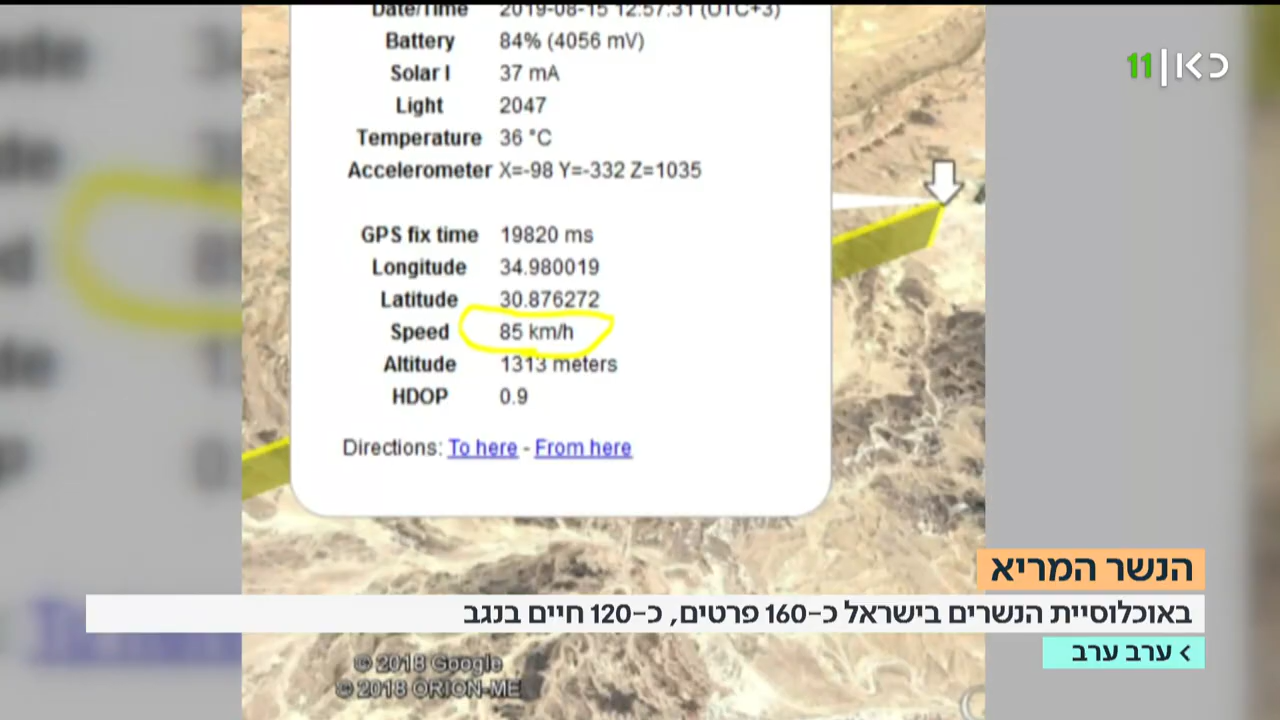 Date/Time 2019-08-15 12:57:31 (UTC+3)
Battery 84% (4056 mV)
Solar I 37 mA
Light 2047
Temperature 36 °C
Accelerometer X=-98 Y=-332 Z=1035
GPS fix time 19820 ms
Longitude 34.980019
Latitude 30.876272
Speed 85 km/h
Altitude 1313 meters
HDOP 0.9
Directions: To here - From here
כאן 11
הנשר המריא
באוכלוסיית הנשרים בישראל כ-160 פרטים, כ-120 חיים בנגב
> ערב ערב
© 2018 Google
© 2018 ORION-ME